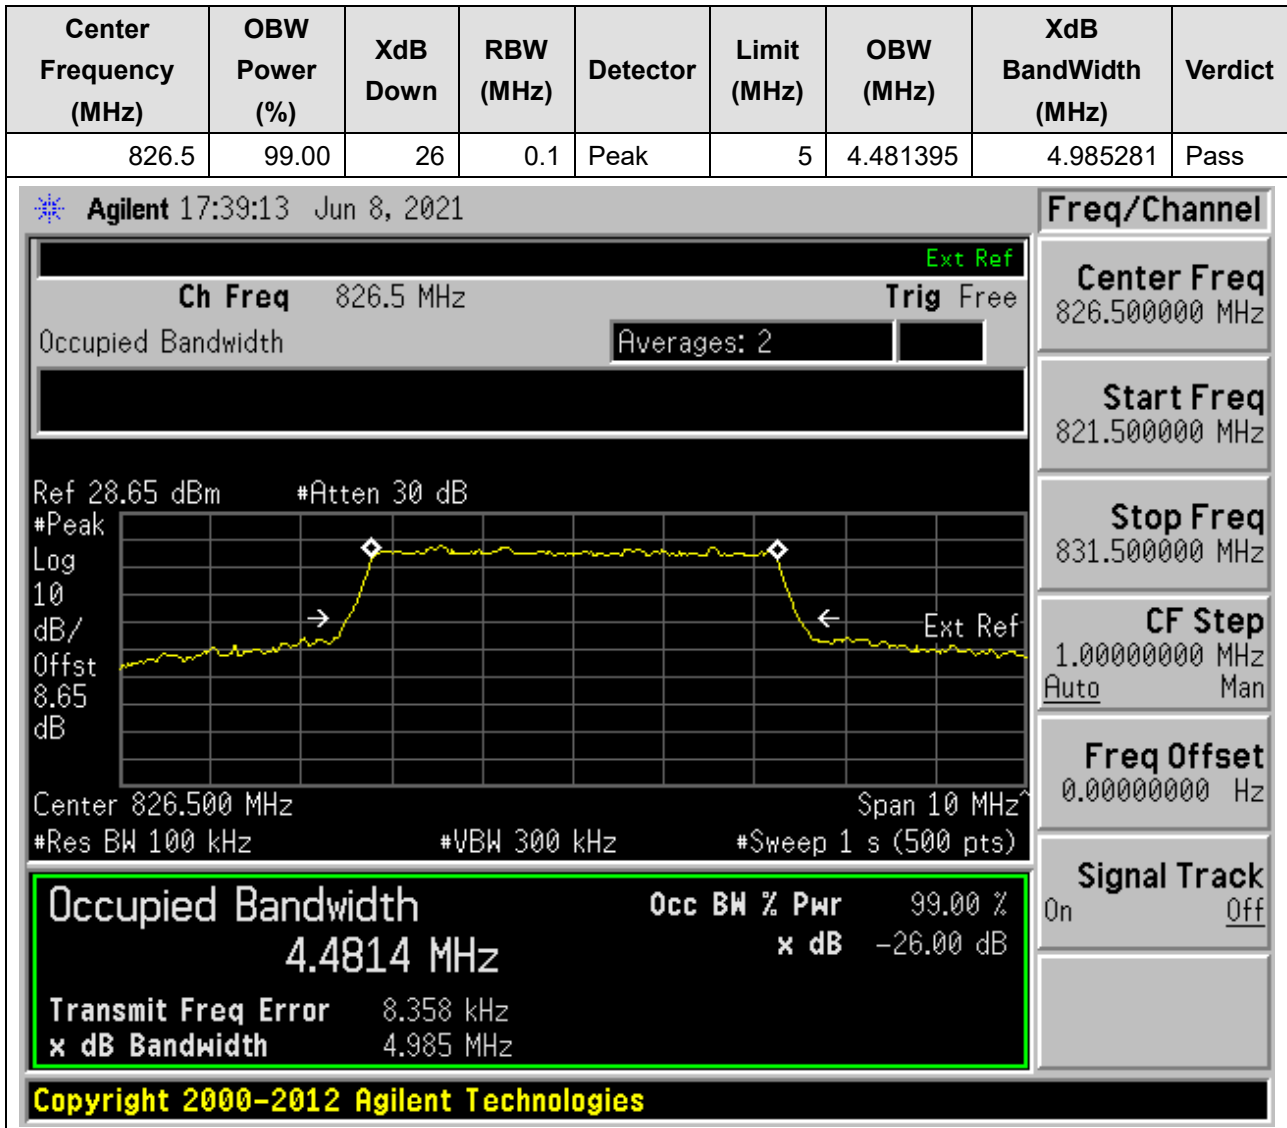 Center Frequency (MHz) OBW Power (%) XdB Down RBW (MHz) Detector Limit (MHz) OBW (MHz) XdB BandWidth (MHz) Verdict
826.5 99.00 26 0.1 Peak 5 4.481395 4.985281 Pass
Agilent 17:39:13 Jun 8, 2021
Freq/Channel
Ext Ref
Ch Freq 826.5 MHz Trig Free
Occupied Bandwidth Averages: 2
Ref 28.65 dBm #Atten 30 dB
#Peak
Log
10
dB/
Offst
8.65
dB
Ext Ref
Center 826.500 MHz Span 10 MHz^
#Res BW 100 kHz #VBW 300 kHz #Sweep 1 s (500 pts)
Occupied Bandwidth
4.4814 MHz
Occ BW % Pwr 99.00 %
x dB -26.00 dB
Transmit Freq Error 8.358 kHz
x dB Bandwidth 4.985 MHz
Center Freq
826.500000 MHz
Start Freq
821.500000 MHz
Stop Freq
831.500000 MHz
CF Step
1.00000000 MHz
Auto Man
Freq Offset
0.00000000 Hz
Signal Track
On Off
Copyright 2000-2012 Agilent Technologies